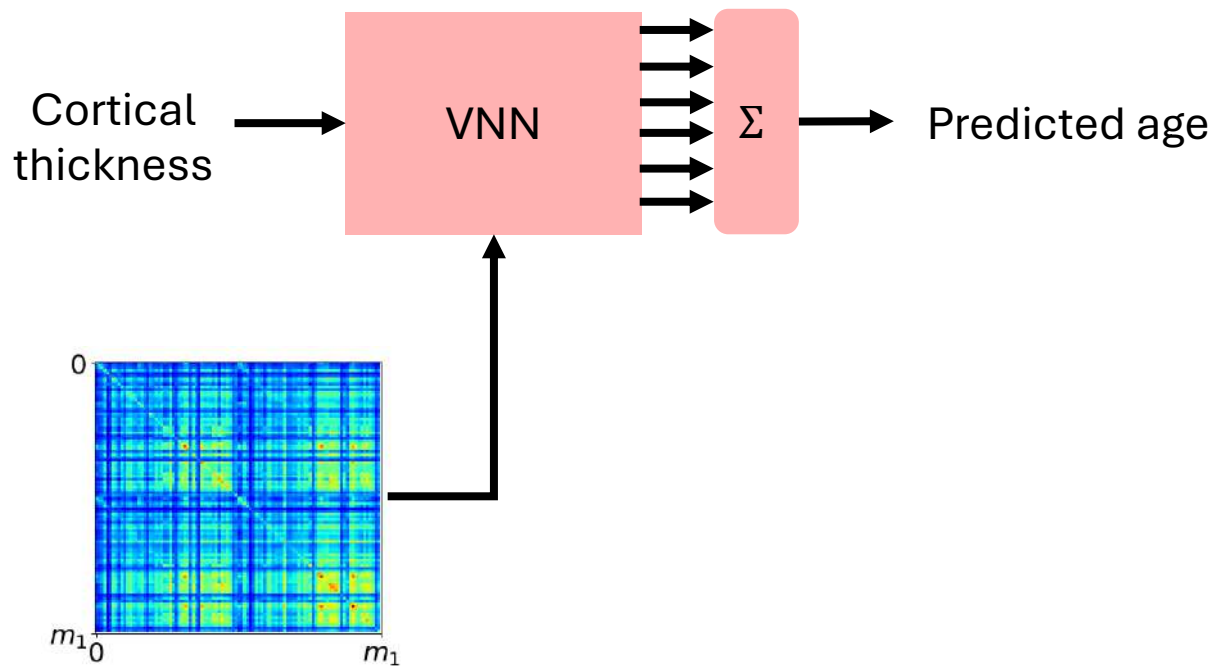 Cortical
thickness
VNN
Σ
Predicted age
0
m₁
0
m₁